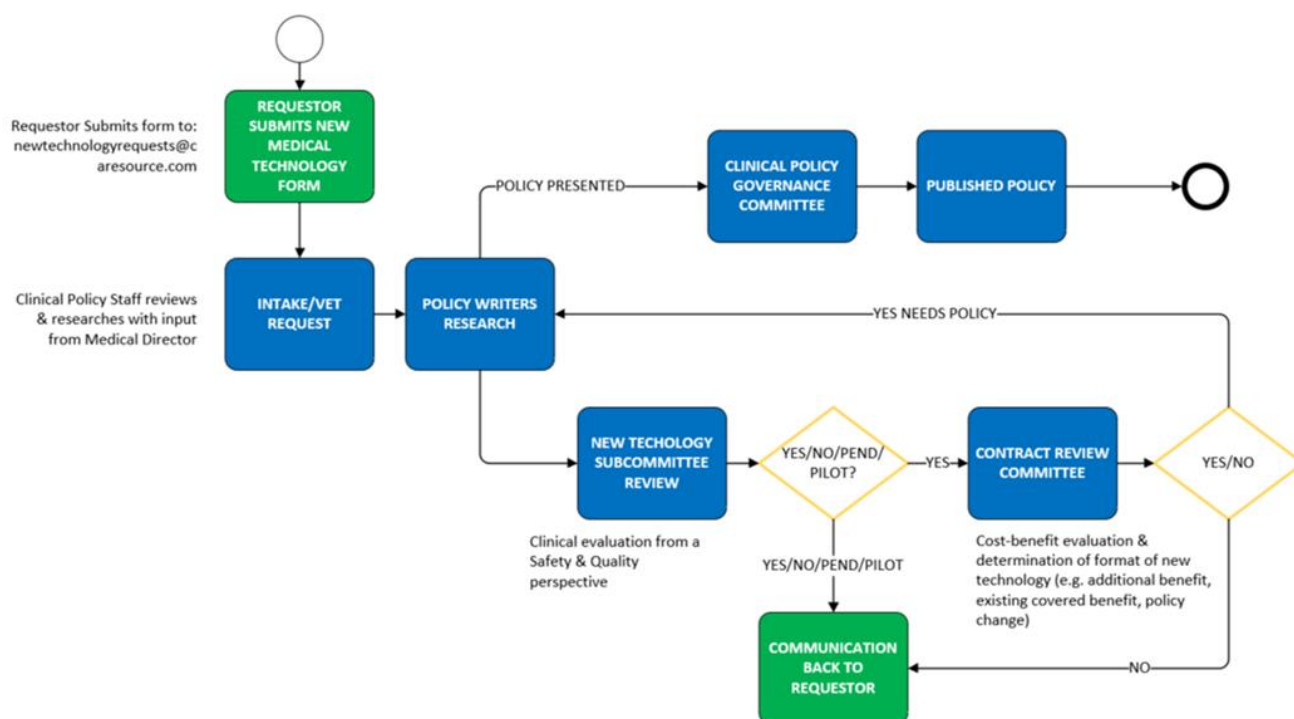 REQUESTOR
SUBMITS NEW
MEDICAL
TECHNOLOGY
FORM
Requestor Submits form to:
newtechnologyrequests@c
aresource.com
POLICY PRESENTED
CLINICAL POLICY
GOVERNANCE
COMMITTEE
PUBLISHED POLICY
Clinical Policy Staff reviews
& researches with input
from Medical Director
INTAKE/VET
REQUEST
POLICY WRITERS
RESEARCH
YES NEEDS POLICY
NEW TECHOLOGY
SUBCOMMITTEE
REVIEW
YES/NO/PEND/
PILOT?
YES
CONTRACT REVIEW
COMMITTEE
YES/NO
Clinical evaluation from a
Safety & Quality
perspective
YES/NO/PEND/PILOT
Cost-benefit evaluation &
determination of format of new
technology (e.g. additional benefit,
existing covered benefit, policy
change)
COMMUNICATION
BACK TO
REQUESTOR
NO